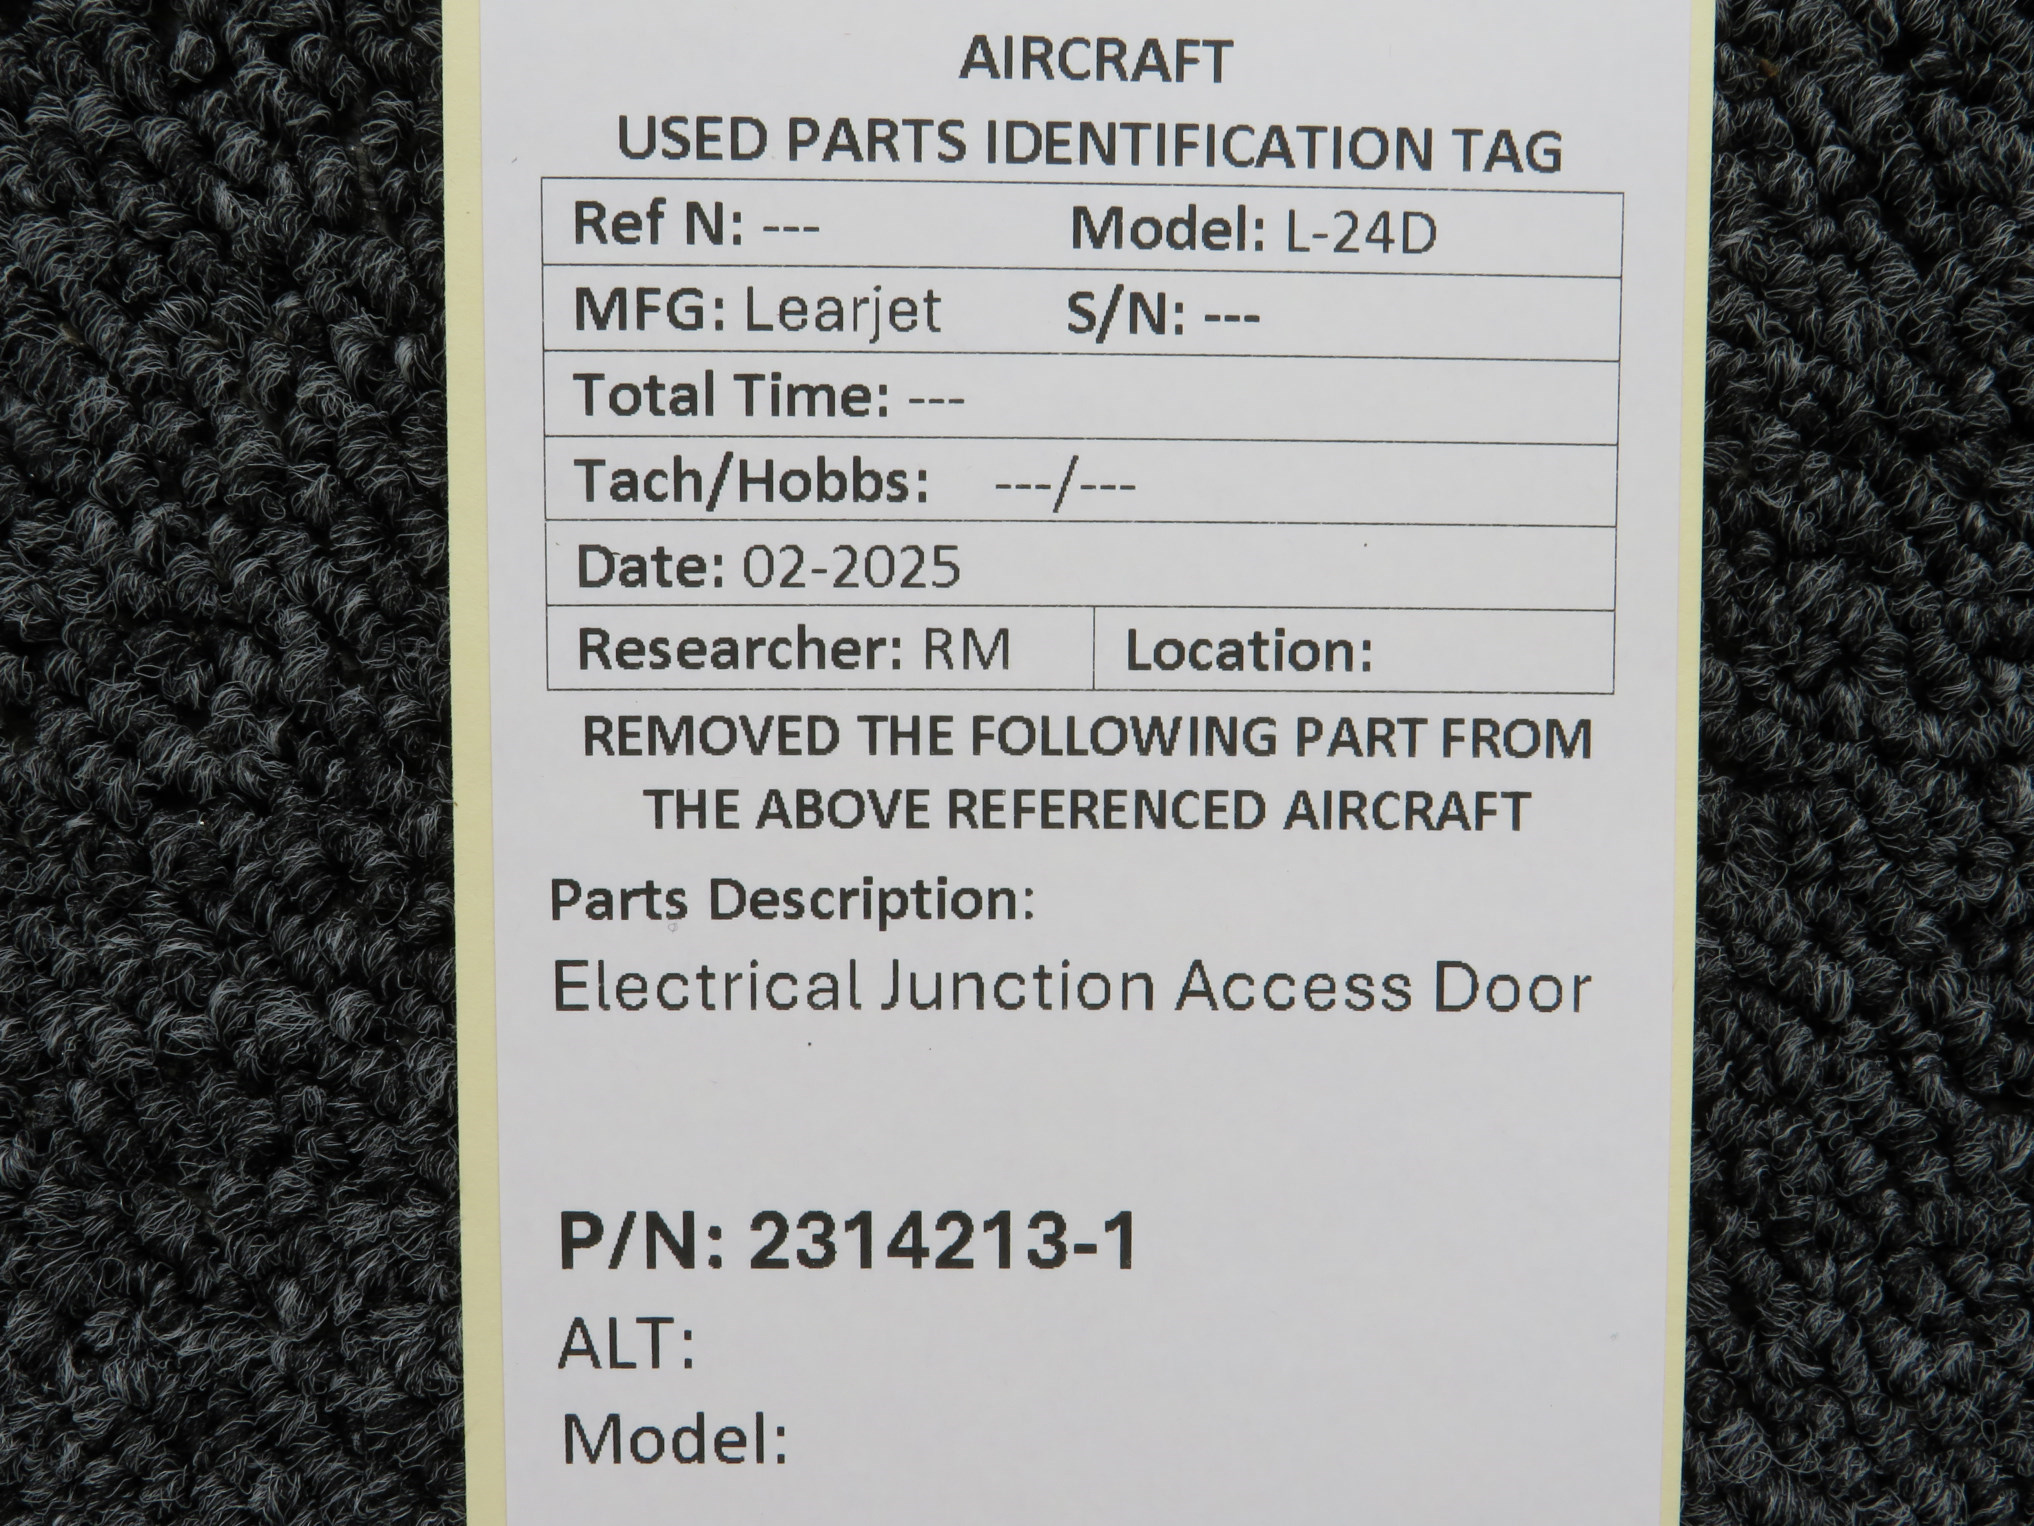 AIRCRAFT
USED PARTS IDENTIFICATION TAG
Ref N: --- Model: L-24D
MFG: Learjet S/N: ---
Total Time: ---
Tach/Hobbs: ---/---
Date: 02-2025
Researcher: RM Location:
REMOVED THE FOLLOWING PART FROM
THE ABOVE REFERENCED AIRCRAFT
Parts Description:
Electrical Junction Access Door
P/N: 2314213-1
ALT:
Model: